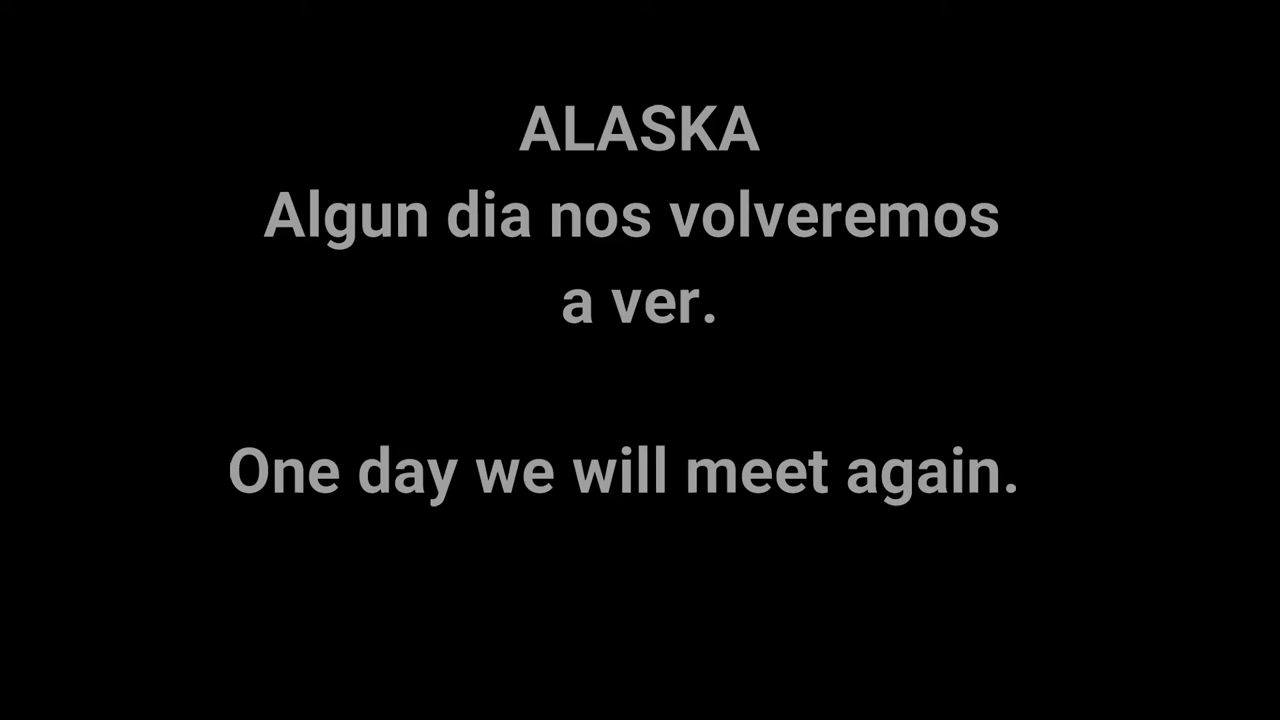 ALASKA
Algun dia nos volveremos
a ver.
One day we will meet again.